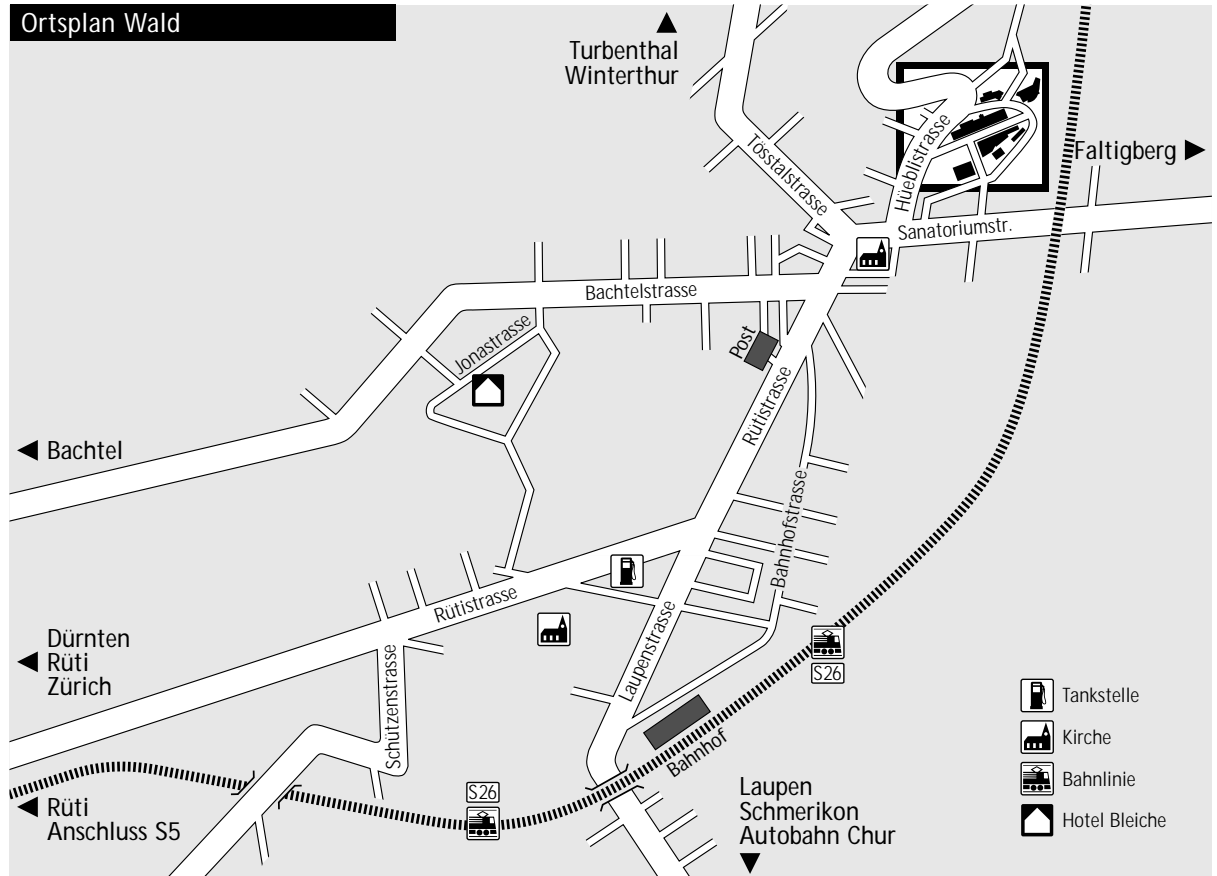 Ortsplan Wald
Turbenthal
Winterthur
Faltigberg
Tösstalstrasse
Hüeblistrasse
Sanatoriumstr.
Bachtelstrasse
Jonastrasse
Post
Rütistrasse
Bachtel
Bahnhofstrasse
Rütistrasse
Laupenstrasse
Schützenstrasse
Dürnten
Rüti
Zürich
S26
Bahnhof
S26
Rüti
Anschluss S5
Laupen
Schmerikon
Autobahn Chur
Tankstelle
Kirche
Bahnlinie
Hotel Bleiche